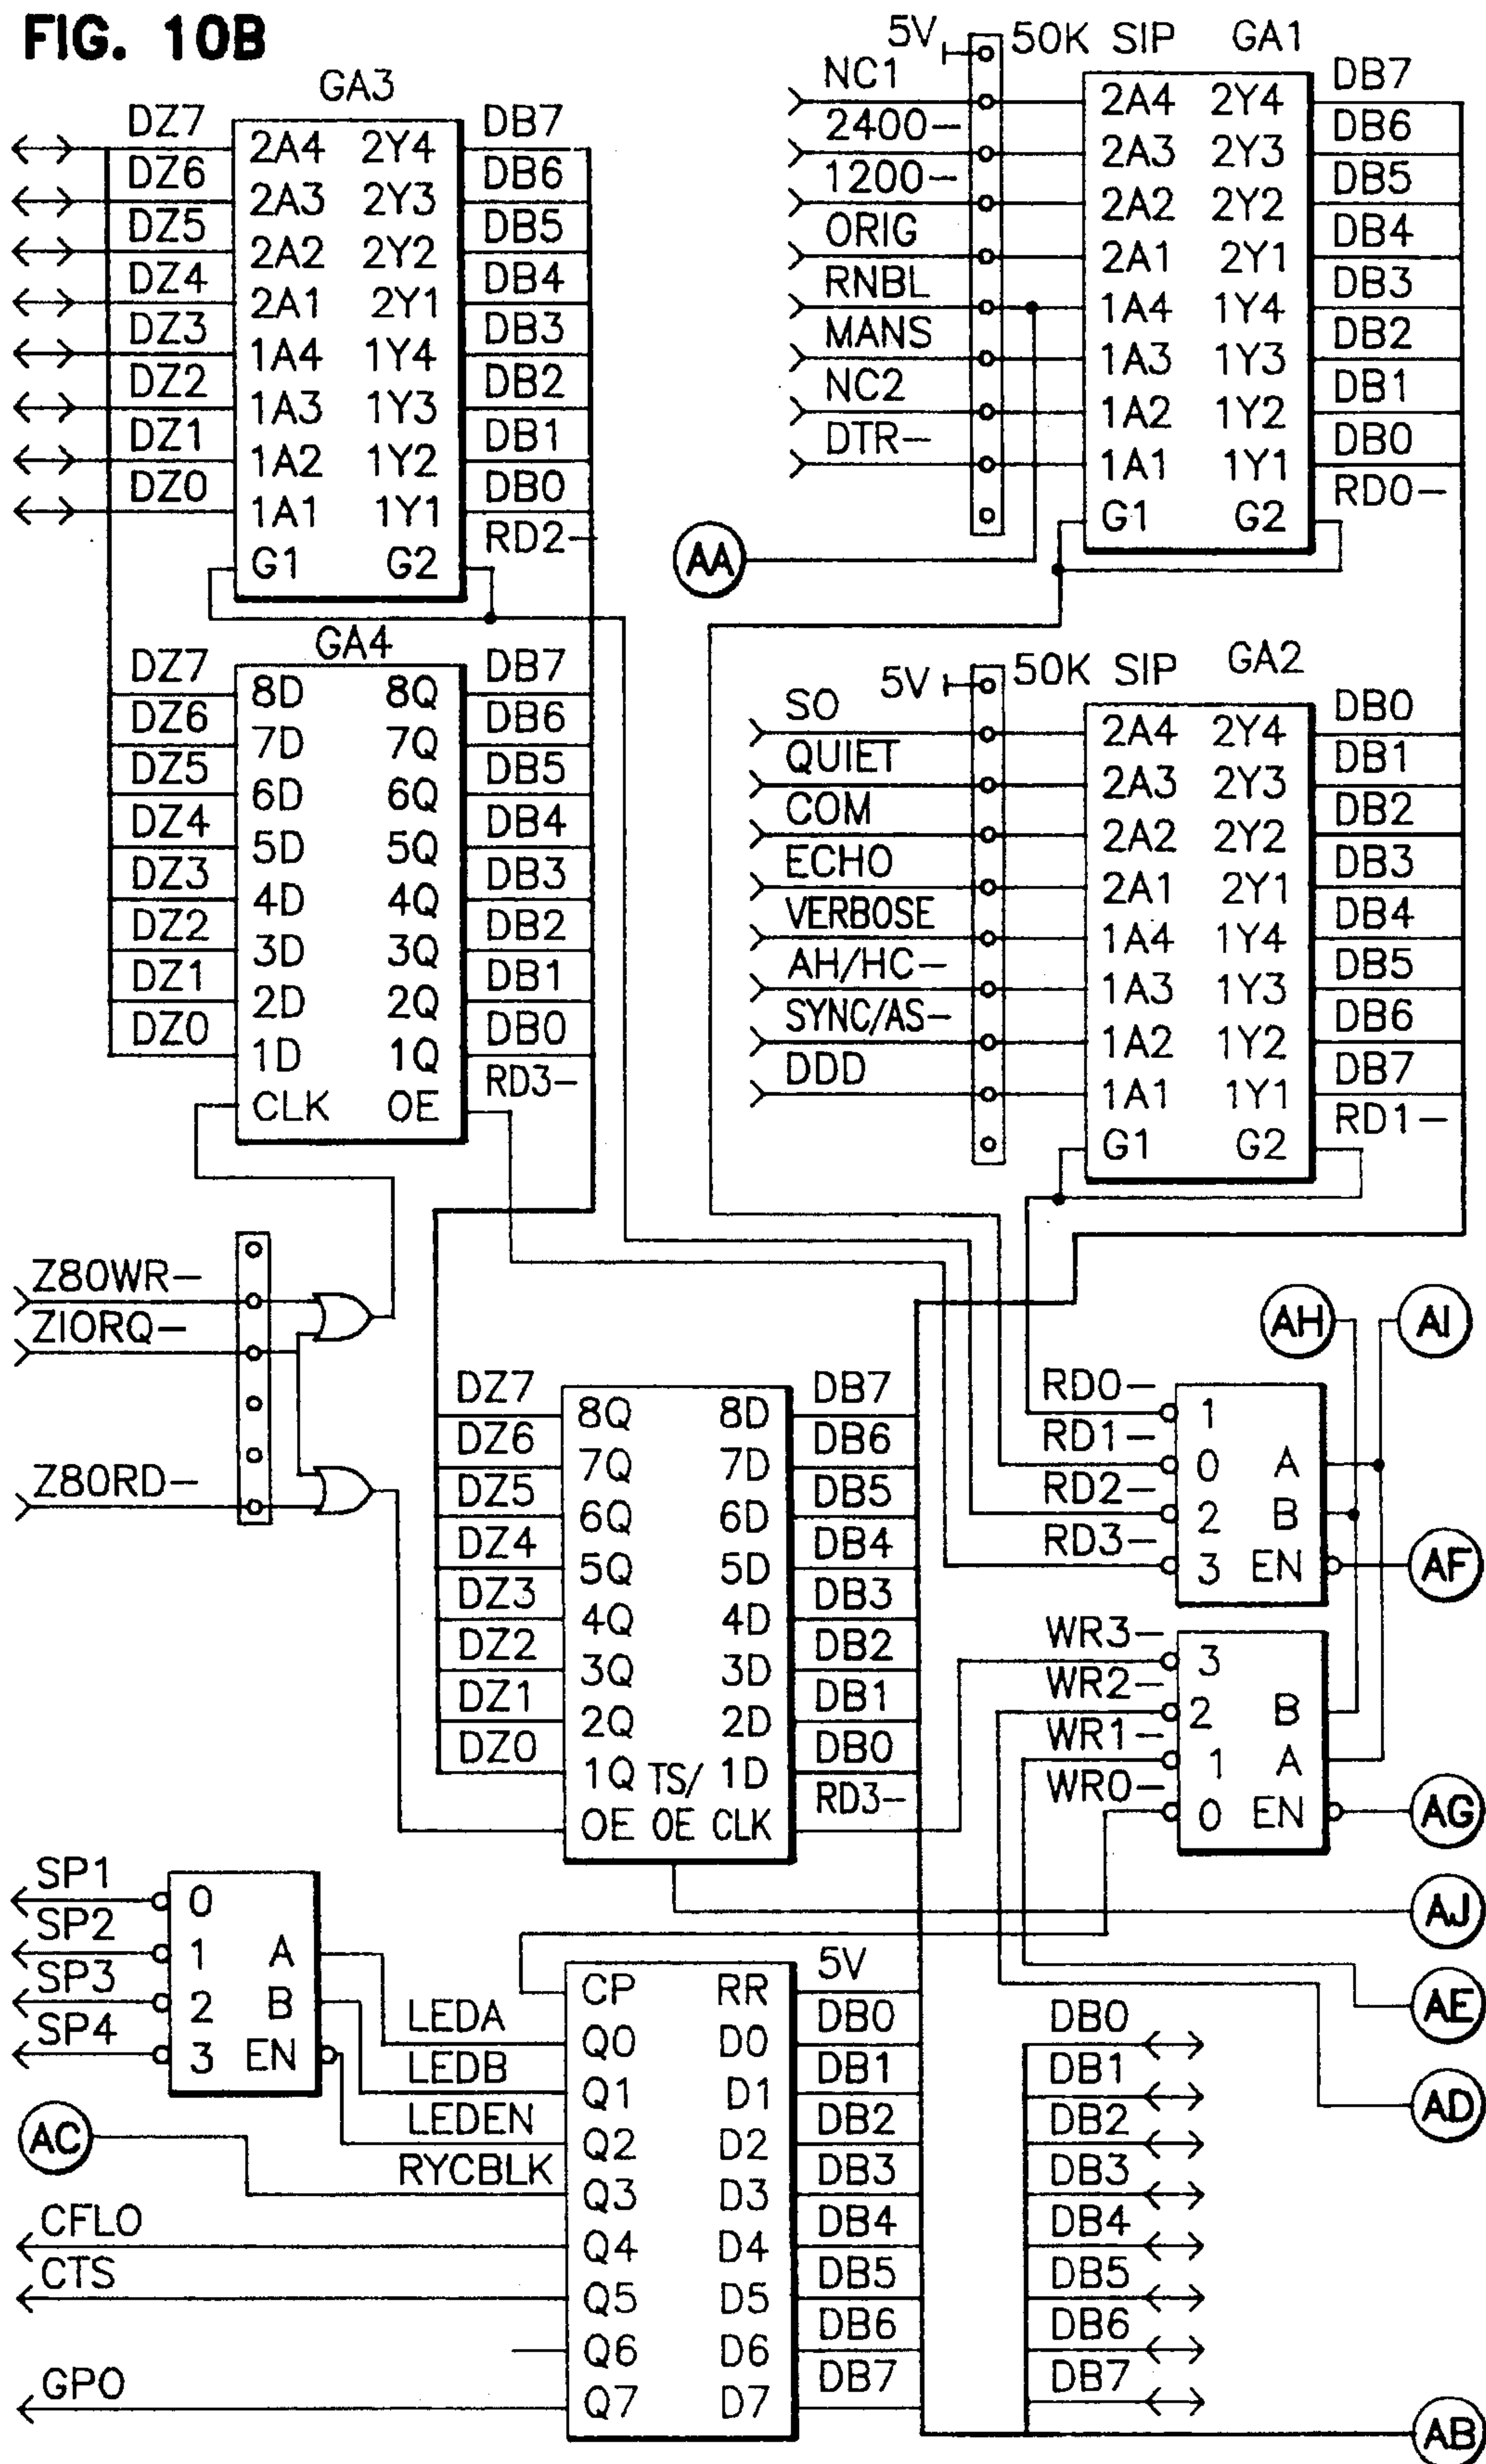 FIG. 10B
GA3
DZ7 2A4 2Y4 DB7
DZ6 2A3 2Y3 DB6
DZ5 2A2 2Y2 DB5
DZ4 2A1 2Y1 DB4
DZ3 1A4 1Y4 DB3
DZ2 1A3 1Y3 DB2
DZ1 1A2 1Y2 DB1
DZ0 1A1 1Y1 DB0
RD2-
G1 G2
5V 50K SIP GA1
NC1 2A4 2Y4 DB7
2400- 2A3 2Y3 DB6
1200- 2A2 2Y2 DB5
ORIG 2A1 2Y1 DB4
RNBL 1A4 1Y4 DB3
MANS 1A3 1Y3 DB2
NC2 1A2 1Y2 DB1
DTR- 1A1 1Y1 DB0
RD0-
G1 G2
AA
GA4
DZ7 8D 8Q DB7
DZ6 7D 7Q DB6
DZ5 6D 6Q DB5
DZ4 5D 5Q DB4
DZ3 4D 4Q DB3
DZ2 3D 3Q DB2
DZ1 2D 2Q DB1
DZ0 1D 1Q DB0
RD3-
CLK OE
5V 50K SIP GA2
SO 2A4 2Y4 DB0
QUIET 2A3 2Y3 DB1
COM 2A2 2Y2 DB2
ECHO 2A1 2Y1 DB3
VERBOSE 1A4 1Y4 DB4
AH/HC- 1A3 1Y3 DB5
SYNC/AS- 1A2 1Y2 DB6
DDD 1A1 1Y1 DB7
RD1-
G1 G2
Z80WR-
ZIORQ-
Z80RD-
DZ7 8Q 8D DB7
DZ6 7Q 7D DB6
DZ5 6Q 6D DB5
DZ4 5Q 5D DB4
DZ3 4Q 4D DB3
DZ2 3Q 3D DB2
DZ1 2Q 2D DB1
DZ0 1Q TS/ 1D DB0
RD3-
OE OE CLK
AH AI
RD0- 1
RD1- 0 A
RD2- 2 B
RD3- 3 EN AF
WR3- 3
WR2- 2 B
WR1- 1 A
WR0- 0 EN AG
AJ
AE
AD
SP1 0
SP2 1 A
SP3 2 B
SP4 3 EN
AC
CFLO
CTS
GPO
CP RR 5V
LEDA Q0 D0 DB0
LEDB Q1 D1 DB1
LEDEN Q2 D2 DB2
RYCBLK Q3 D3 DB3
Q4 D4 DB4
Q5 D5 DB5
Q6 D6 DB6
Q7 D7 DB7
DB0
DB1
DB2
DB3
DB4
DB5
DB6
DB7
AB